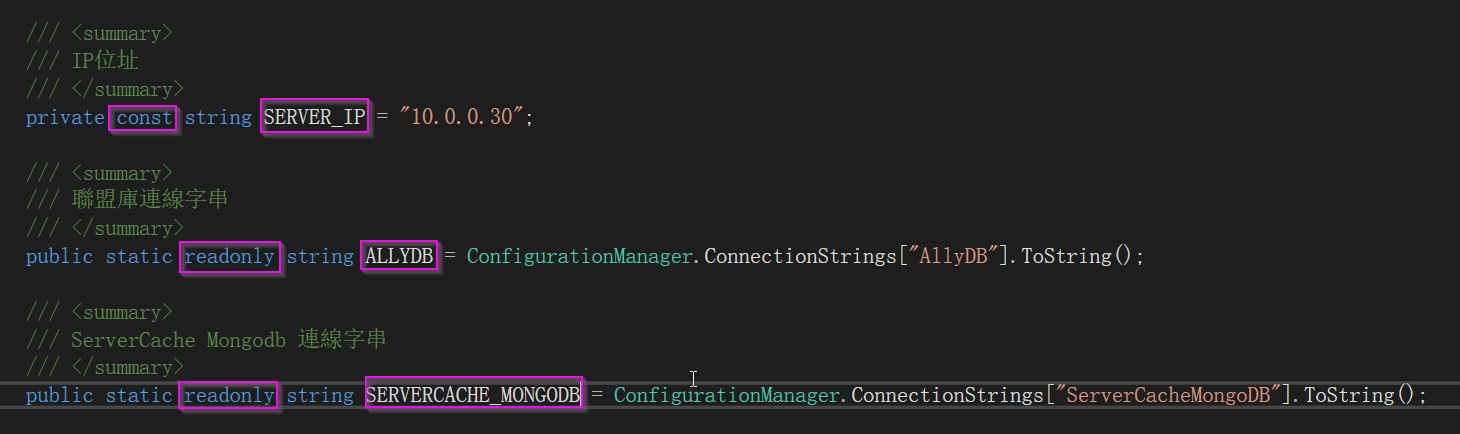 /// <summary>
/// IP位址
/// </summary>
private const string SERVER_IP = "10.0.0.30";
/// <summary>
/// 聯盟庫連線字串
/// </summary>
public static readonly string ALLYDB = ConfigurationManager.ConnectionStrings["AllyDB"].ToString();
/// <summary>
/// ServerCache Mongodb 連線字串
/// </summary>
public static readonly string SERVERCACHE_MONGODB = ConfigurationManager.ConnectionStrings["ServerCacheMongoDB"].ToString();